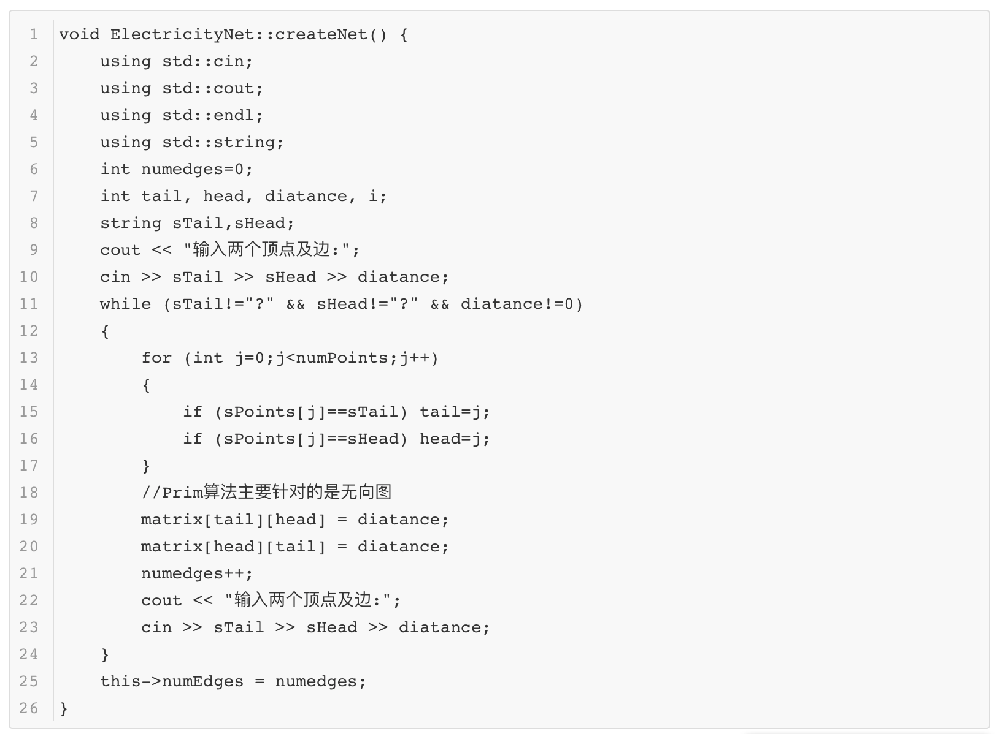 1 void ElectricityNet::createNet() {
2     using std::cin;
3     using std::cout;
4     using std::endl;
5     using std::string;
6     int numedges=0;
7     int tail, head, diatance, i;
8     string sTail,sHead;
9     cout << "输入两个顶点及边:";
10     cin >> sTail >> sHead >> diatance;
11     while (sTail!="?" && sHead!="?" && diatance!=0)
12     {
13         for (int j=0;j<numPoints;j++)
14         {
15             if (sPoints[j]==sTail) tail=j;
16             if (sPoints[j]==sHead) head=j;
17         }
18         //Prim算法主要针对的是无向图
19         matrix[tail][head] = diatance;
20         matrix[head][tail] = diatance;
21         numedges++;
22         cout << "输入两个顶点及边:";
23         cin >> sTail >> sHead >> diatance;
24     }
25     this->numEdges = numedges;
26 }